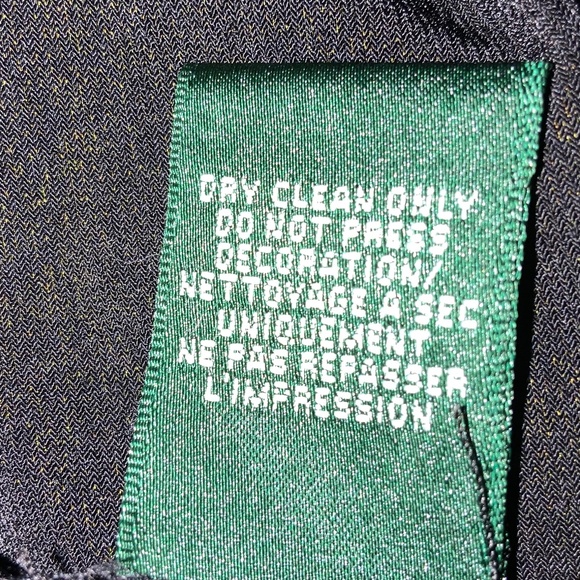 DRY CLEAN ONLY
DO NOT PRESS
DECORATION/
NETTOYAGE A SEC
UNIQUEMENT
NE PAS REPASSER
L'IMPRESSION